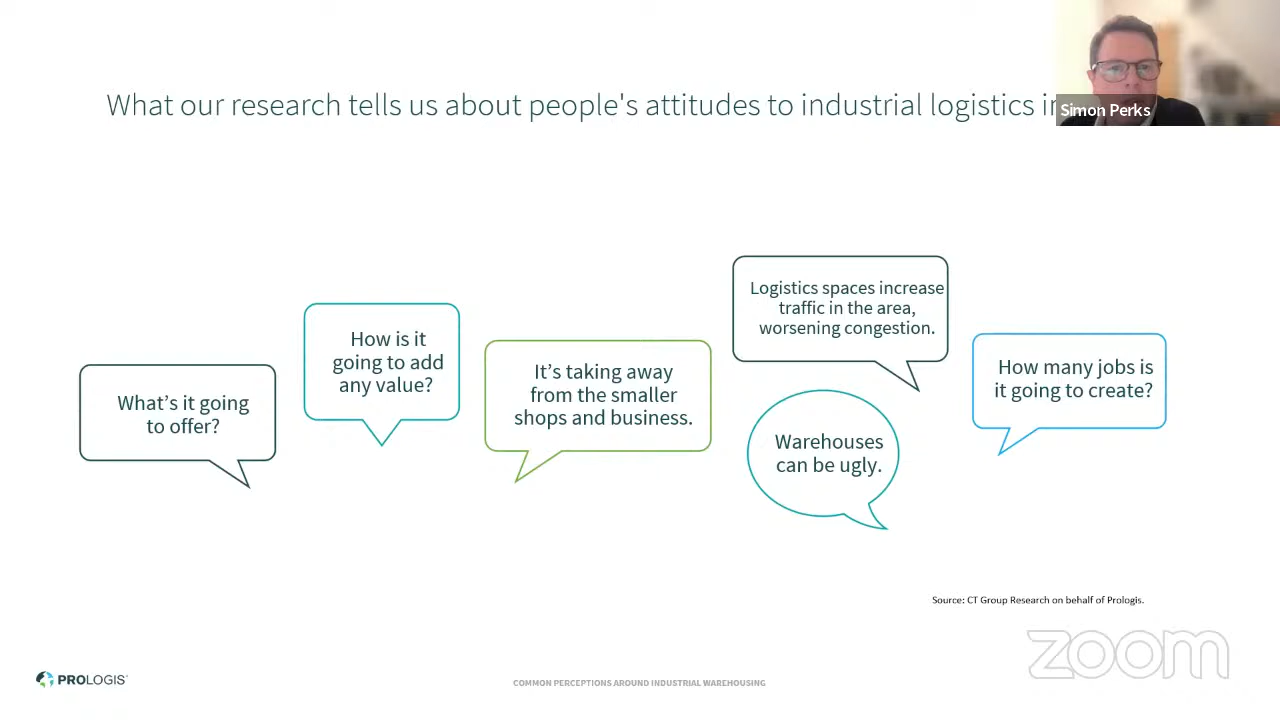 What our research tells us about people's attitudes to industrial logistics
Simon Perks
Logistics spaces increase
traffic in the area,
worsening congestion.
How is it
going to add
any value?
It’s taking away
from the smaller
shops and business.
How many jobs is
it going to create?
What’s it going
to offer?
Warehouses
can be ugly.
Source: CT Group Research on behalf of Prologis.
zoom
PROLOGIS
COMMON PERCEPTIONS AROUND INDUSTRIAL WAREHOUSING